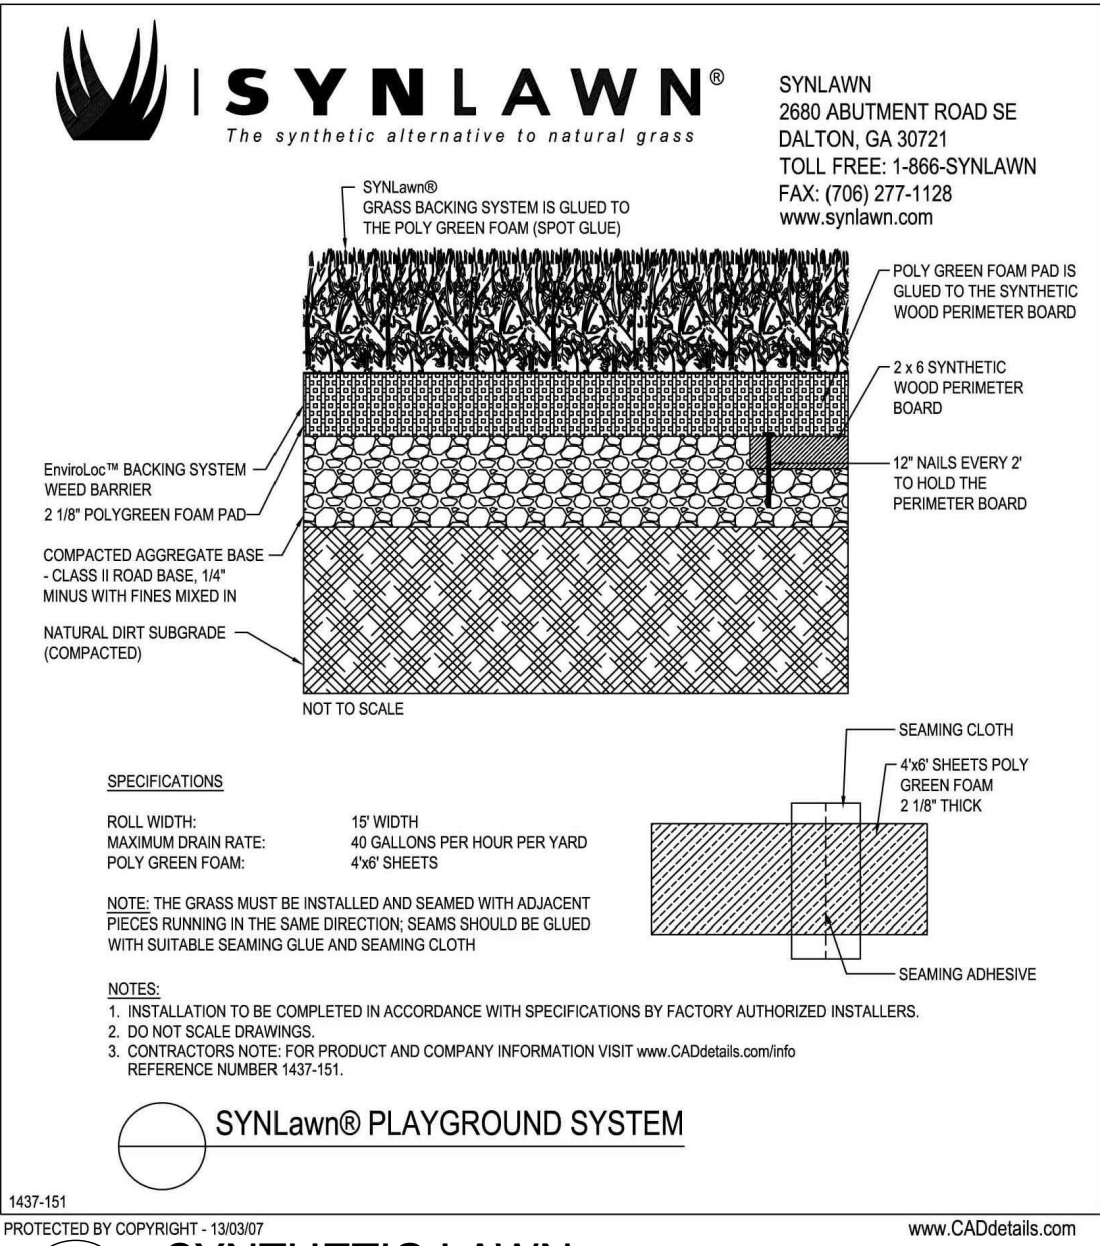 SYNLAWN®
The synthetic alternative to natural grass
SYNLAWN
2680 ABUTMENT ROAD SE
DALTON, GA 30721
TOLL FREE: 1-866-SYNLAWN
FAX: (706) 277-1128
www.synlawn.com
SYNLawn®
GRASS BACKING SYSTEM IS GLUED TO
THE POLY GREEN FOAM (SPOT GLUE)
POLY GREEN FOAM PAD IS
GLUED TO THE SYNTHETIC
WOOD PERIMETER BOARD
2 x 6 SYNTHETIC
WOOD PERIMETER
BOARD
12" NAILS EVERY 2'
TO HOLD THE
PERIMETER BOARD
EnviroLoc™ BACKING SYSTEM
WEED BARRIER
2 1/8" POLYGREEN FOAM PAD
COMPACTED AGGREGATE BASE
- CLASS II ROAD BASE, 1/4"
MINUS WITH FINES MIXED IN
NATURAL DIRT SUBGRADE
(COMPACTED)
NOT TO SCALE
SEAMING CLOTH
4'x6' SHEETS POLY
GREEN FOAM
2 1/8" THICK
SEAMING ADHESIVE
SPECIFICATIONS
ROLL WIDTH: 15' WIDTH
MAXIMUM DRAIN RATE: 40 GALLONS PER HOUR PER YARD
POLY GREEN FOAM: 4'x6' SHEETS
NOTE: THE GRASS MUST BE INSTALLED AND SEAMED WITH ADJACENT
PIECES RUNNING IN THE SAME DIRECTION; SEAMS SHOULD BE GLUED
WITH SUITABLE SEAMING GLUE AND SEAMING CLOTH
NOTES:
1. INSTALLATION TO BE COMPLETED IN ACCORDANCE WITH SPECIFICATIONS BY FACTORY AUTHORIZED INSTALLERS.
2. DO NOT SCALE DRAWINGS.
3. CONTRACTORS NOTE: FOR PRODUCT AND COMPANY INFORMATION VISIT www.CADdetails.com/info
REFERENCE NUMBER 1437-151.
SYNLawn® PLAYGROUND SYSTEM
1437-151
PROTECTED BY COPYRIGHT - 13/03/07
www.CADdetails.com
SYNTHETIC LAWN